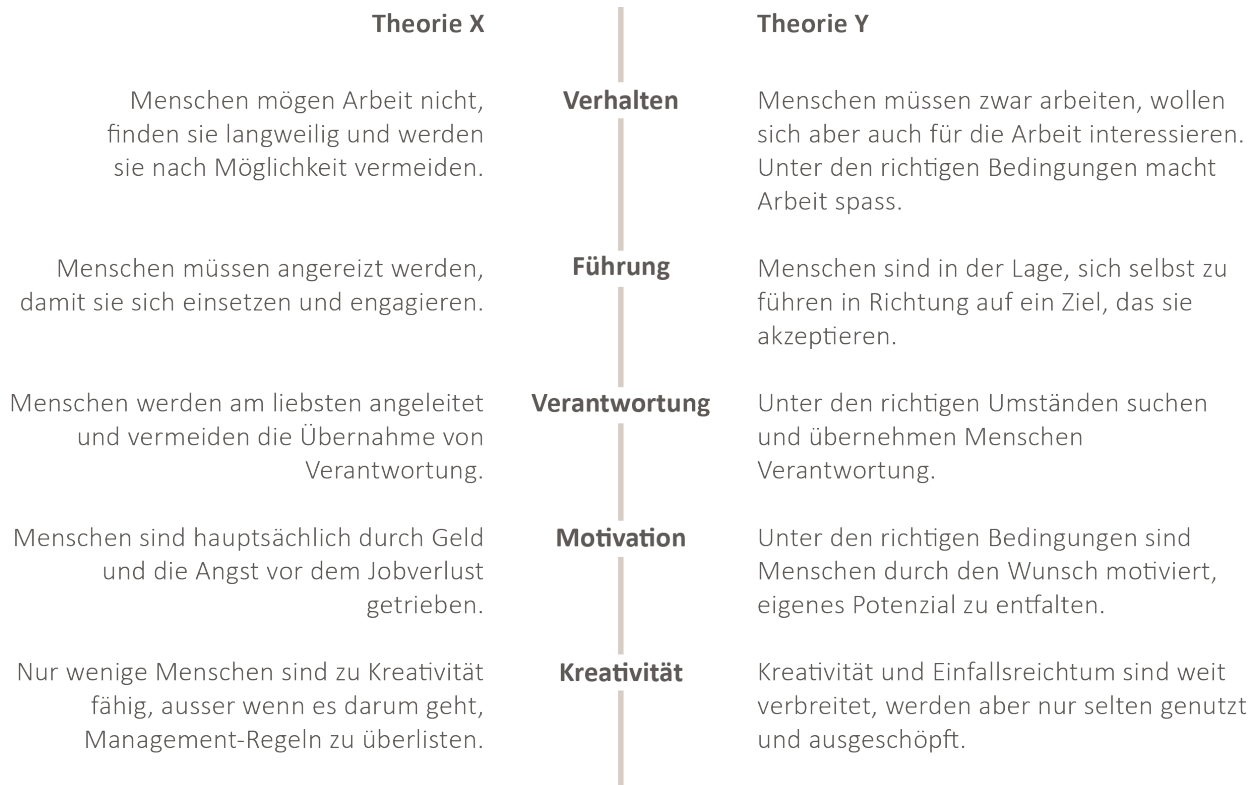 Theorie X
Theorie Y
Menschen mögen Arbeit nicht,
finden sie langweilig und werden
sie nach Möglichkeit vermeiden.
Verhalten
Menschen müssen zwar arbeiten, wollen
sich aber auch für die Arbeit interessieren.
Unter den richtigen Bedingungen macht
Arbeit spass.
Menschen müssen angereizt werden,
damit sie sich einsetzen und engagieren.
Führung
Menschen sind in der Lage, sich selbst zu
führen in Richtung auf ein Ziel, das sie
akzeptieren.
Menschen werden am liebsten angeleitet
und vermeiden die Übernahme von
Verantwortung.
Verantwortung
Unter den richtigen Umständen suchen
und übernehmen Menschen
Verantwortung.
Menschen sind hauptsächlich durch Geld
und die Angst vor dem Jobverlust
getrieben.
Motivation
Unter den richtigen Bedingungen sind
Menschen durch den Wunsch motiviert,
eigenes Potenzial zu entfalten.
Nur wenige Menschen sind zu Kreativität
fähig, ausser wenn es darum geht,
Management-Regeln zu überlisten.
Kreativität
Kreativität und Einfallsreichtum sind weit
verbreitet, werden aber nur selten genutzt
und ausgeschöpft.